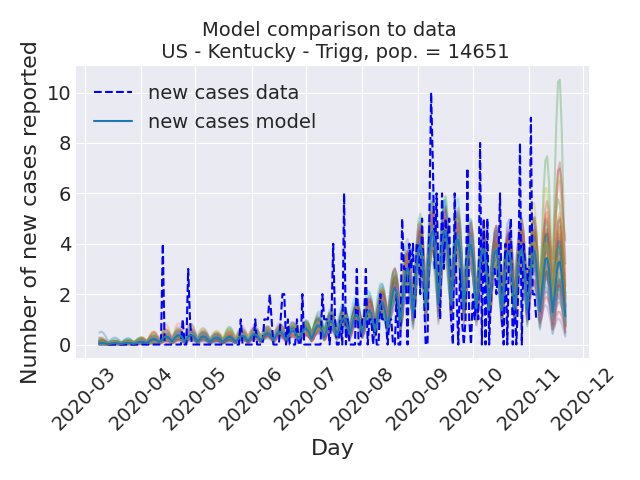 Model comparison to data
US - Kentucky - Trigg, pop. = 14651
Number of new cases reported
10
8
6
4
2
0
new cases data
new cases model
2020-03
2020-04
2020-05
2020-06
2020-07
2020-08
2020-09
2020-10
2020-11
2020-12
Day